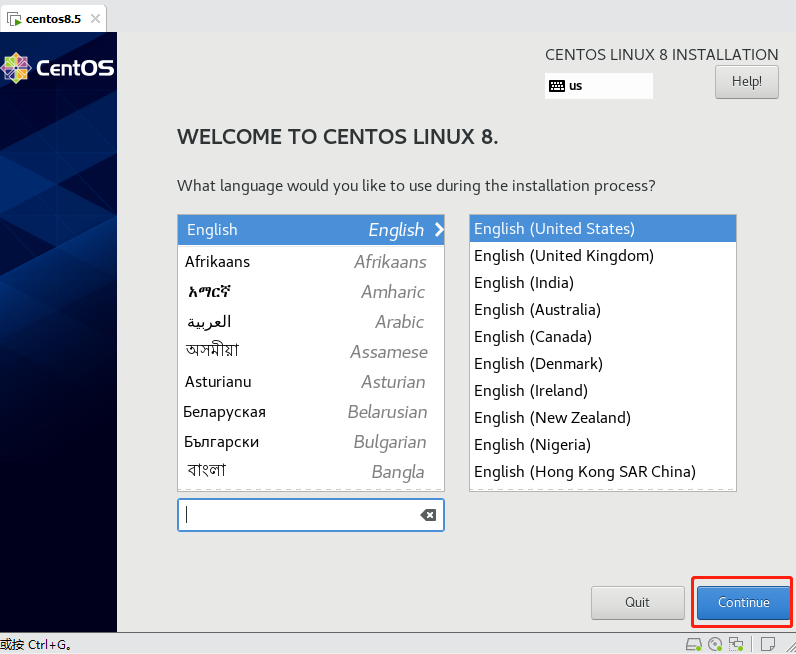 centos8.5
CentOS
CENTOS LINUX 8 INSTALLATION
us
Help!
WELCOME TO CENTOS LINUX 8.
What language would you like to use during the installation process?
English English
Afrikaans Afrikaans
አማርኛ Amharic
العربية Arabic
অসমীয়া Assamese
Asturianu Asturian
Беларуская Belarusian
Български Bulgarian
বাংলা Bangla
English (United States)
English (United Kingdom)
English (India)
English (Australia)
English (Canada)
English (Denmark)
English (Ireland)
English (New Zealand)
English (Nigeria)
English (Hong Kong SAR China)
Quit
Continue
或按 Ctrl+G。